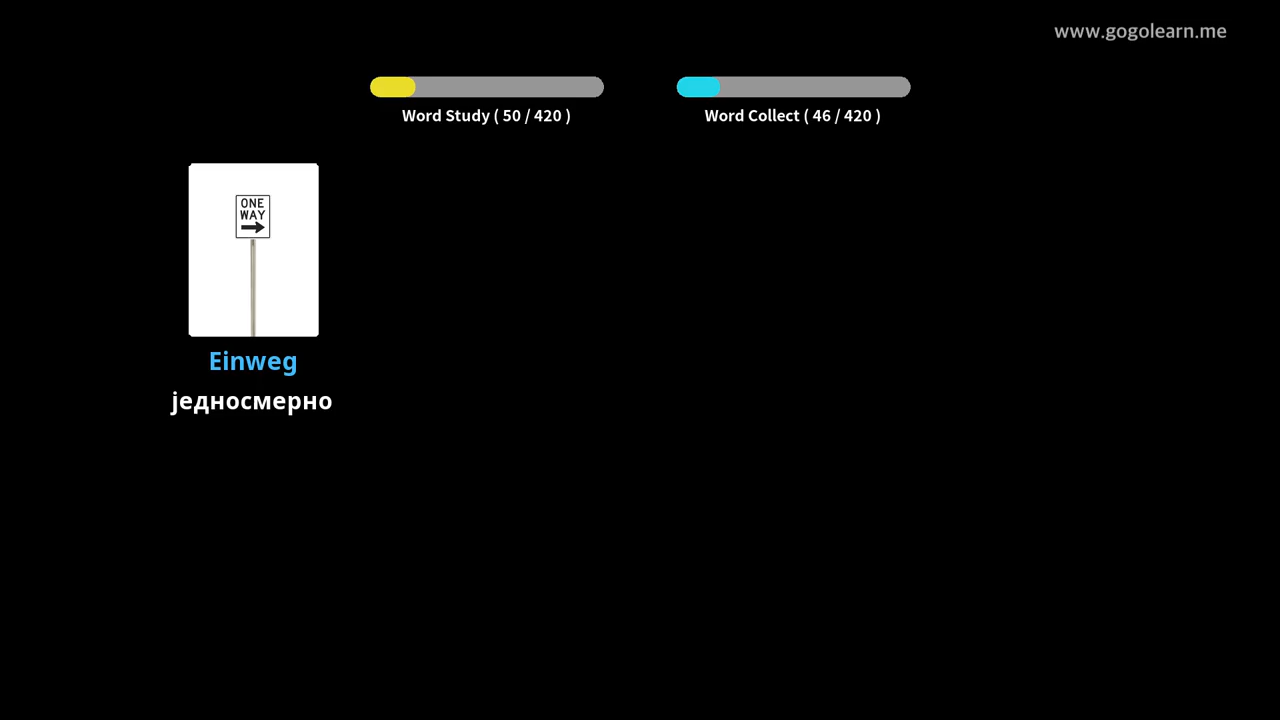 www.gogolearn.me
Word Study ( 50 / 420 )
Word Collect ( 46 / 420 )
ONE
WAY
Einweg
једносмерно